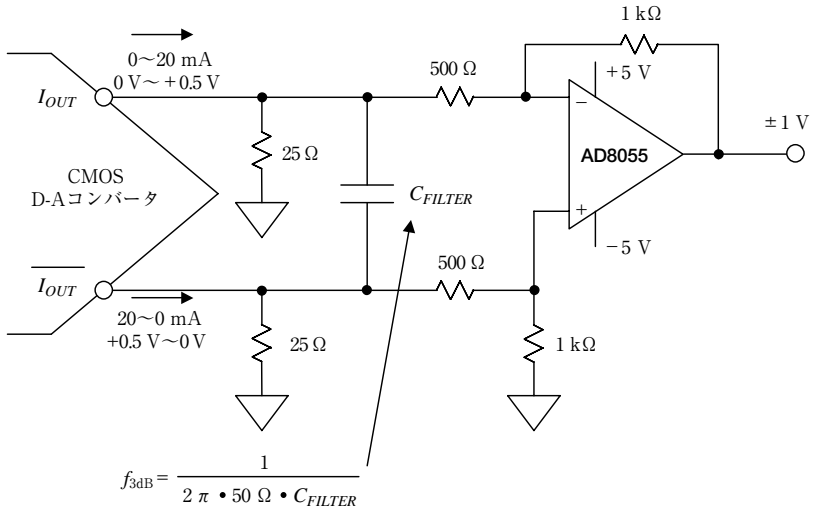 1 kΩ
0~20 mA
0 V~+0.5 V
500 Ω
+5 V
I_OUT
−
±1 V
25 Ω
AD8055
CMOS
D-Aコンバータ
C_FILTER
+
−5 V
500 Ω
I_OUT
20~0 mA
+0.5 V~0 V
25 Ω
1 kΩ
f_3dB = 1 / 2 π • 50 Ω • C_FILTER